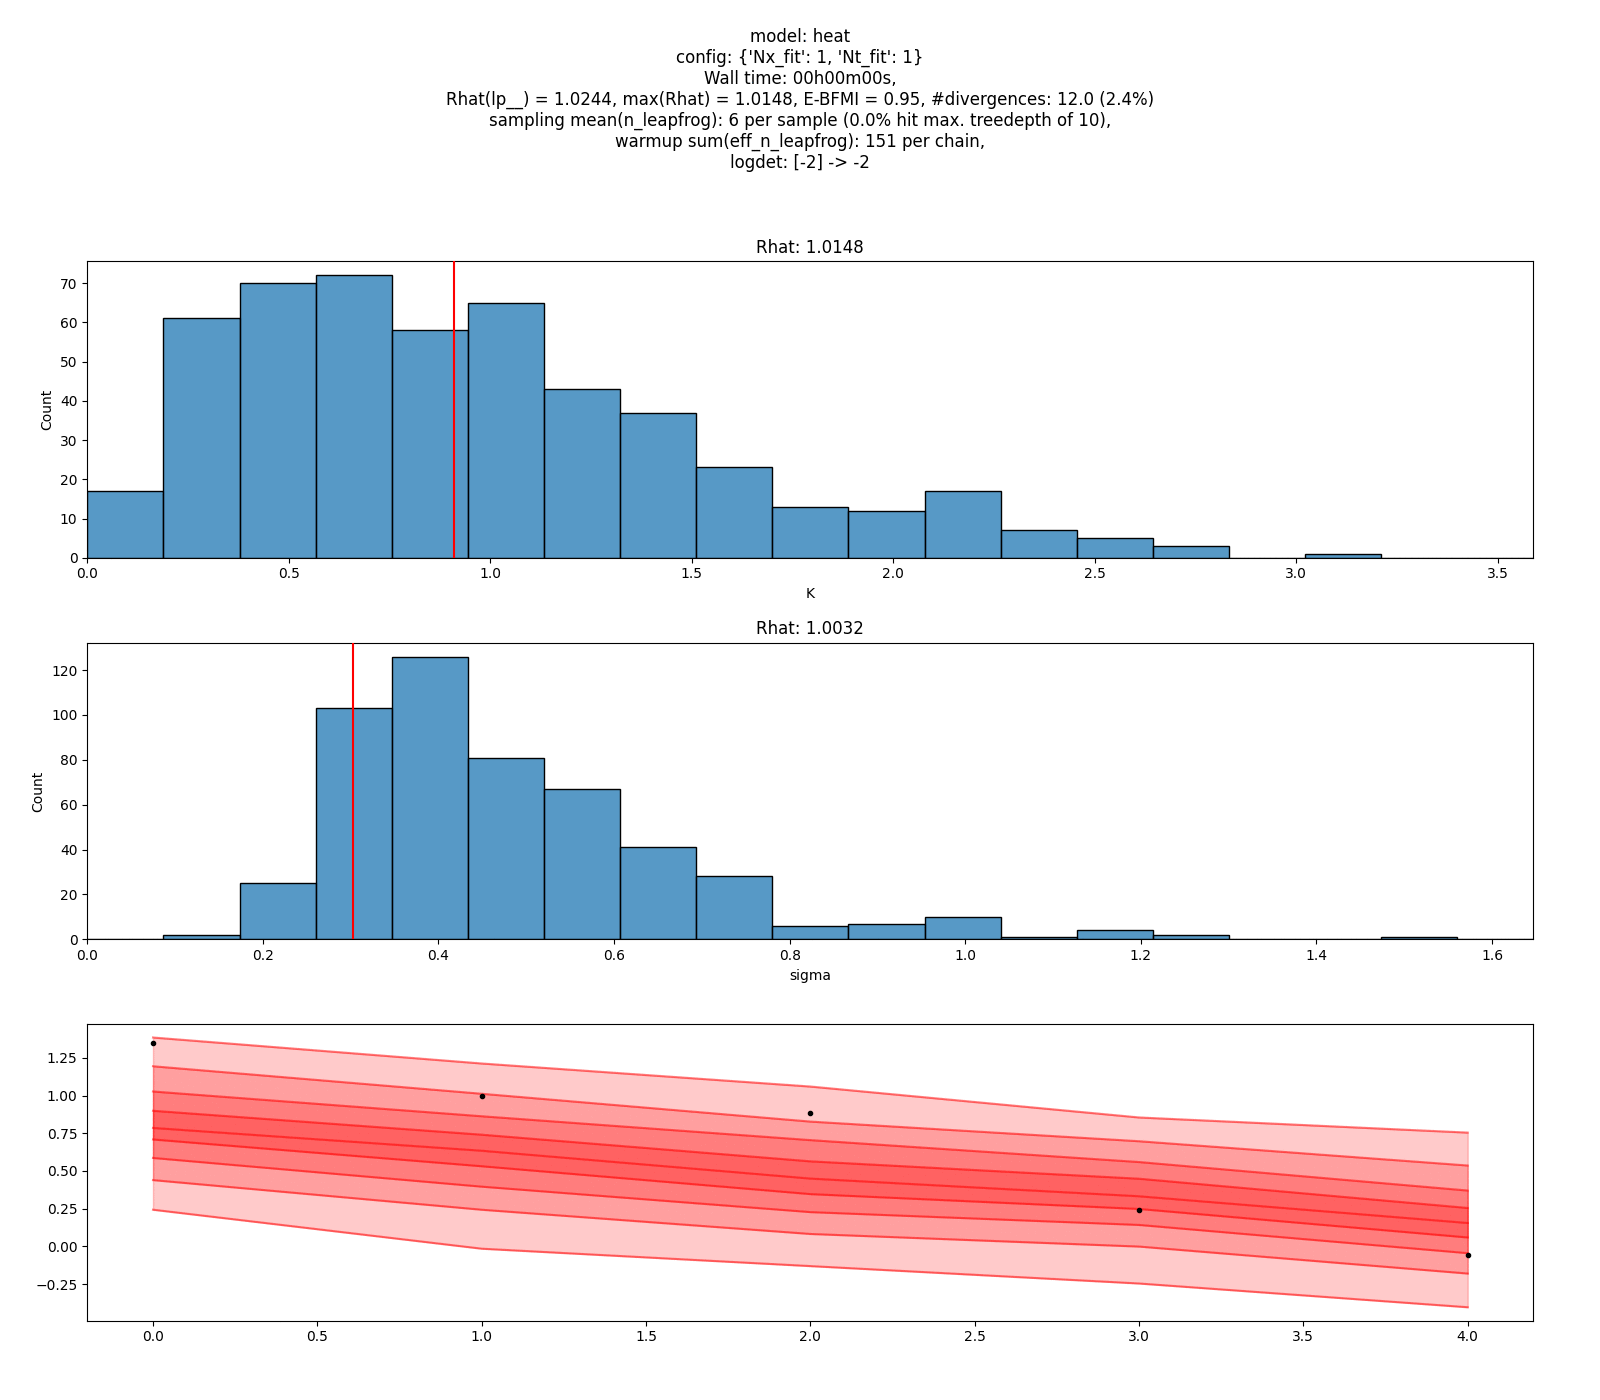 model: heat
config: {'Nx_fit': 1, 'Nt_fit': 1}
Wall time: 00h00m00s,
Rhat(lp__) = 1.0244, max(Rhat) = 1.0148, E-BFMI = 0.95, #divergences: 12.0 (2.4%)
sampling mean(n_leapfrog): 6 per sample (0.0% hit max. treedepth of 10),
warmup sum(eff_n_leapfrog): 151 per chain,
logdet: [-2] -> -2
Rhat: 1.0148
70
60
50
40
30
20
10
0
Count
0.0 0.5 1.0 1.5 2.0 2.5 3.0 3.5
K
Rhat: 1.0032
120
100
80
60
40
20
0
Count
0.0 0.2 0.4 0.6 0.8 1.0 1.2 1.4 1.6
sigma
1.25
1.00
0.75
0.50
0.25
0.00
−0.25
0.0 0.5 1.0 1.5 2.0 2.5 3.0 3.5 4.0